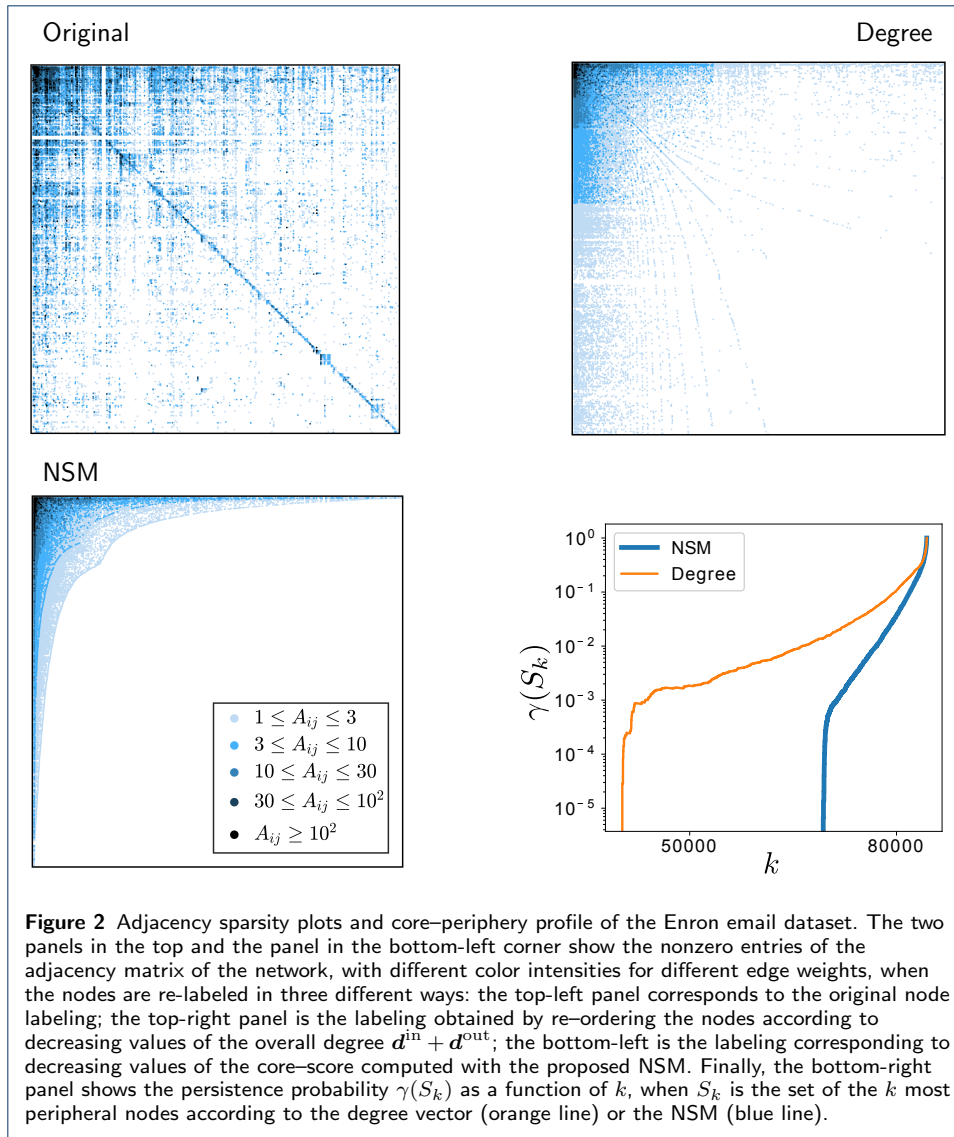 Original
Degree
NSM
1 ≤ A_ij ≤ 3
3 ≤ A_ij ≤ 10
10 ≤ A_ij ≤ 30
30 ≤ A_ij ≤ 10²
A_ij ≥ 10²
NSM
Degree
γ(S_k)
10⁰
10⁻¹
10⁻²
10⁻³
10⁻⁴
10⁻⁵
50000
80000
k
Figure 2 Adjacency sparsity plots and core–periphery profile of the Enron email dataset. The two
panels in the top and the panel in the bottom-left corner show the nonzero entries of the
adjacency matrix of the network, with different color intensities for different edge weights, when
the nodes are re-labeled in three different ways: the top-left panel corresponds to the original node
labeling; the top-right panel is the labeling obtained by re–ordering the nodes according to
decreasing values of the overall degree d^in + d^out; the bottom-left is the labeling corresponding to
decreasing values of the core–score computed with the proposed NSM. Finally, the bottom-right
panel shows the persistence probability γ(S_k) as a function of k, when S_k is the set of the k most
peripheral nodes according to the degree vector (orange line) or the NSM (blue line).